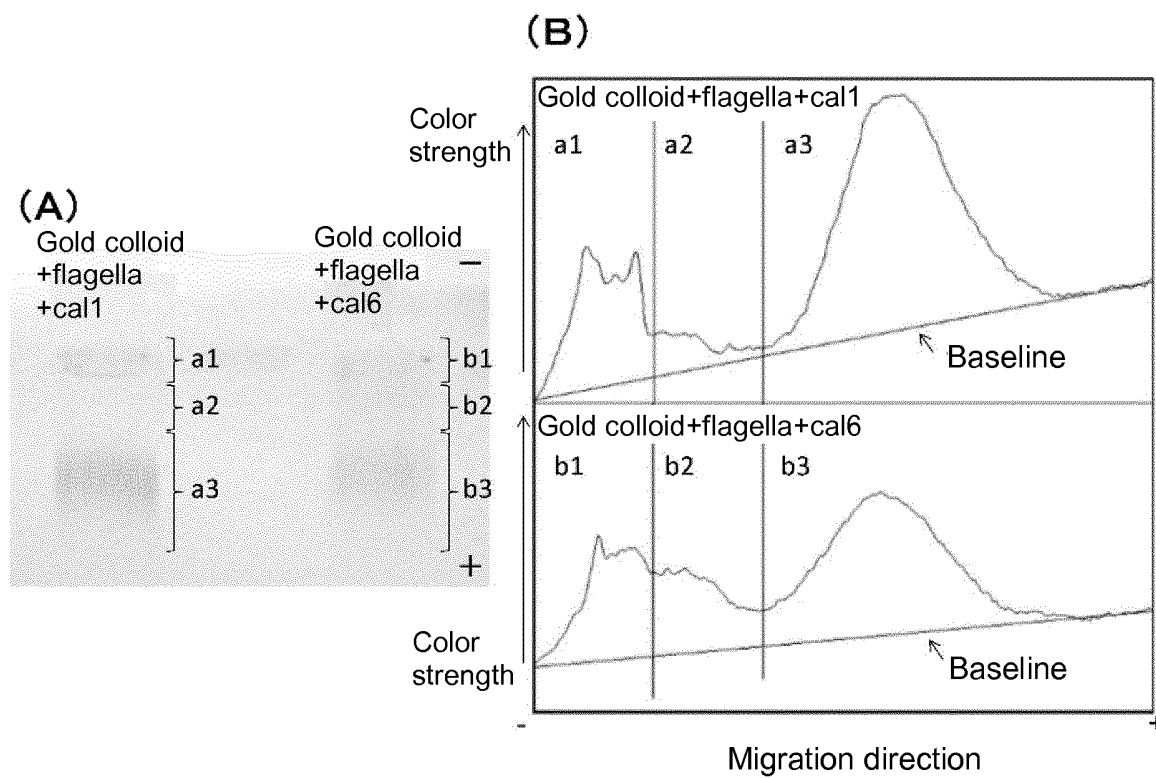 (A)
Gold colloid
+flagella
+cal1
Gold colloid
+flagella
+cal6
−
a1
a2
a3
b1
b2
b3
+
(B)
Color
strength
Gold colloid+flagella+cal1
a1
a2
a3
Baseline
Color
strength
Gold colloid+flagella+cal6
b1
b2
b3
Baseline
-
+
Migration direction